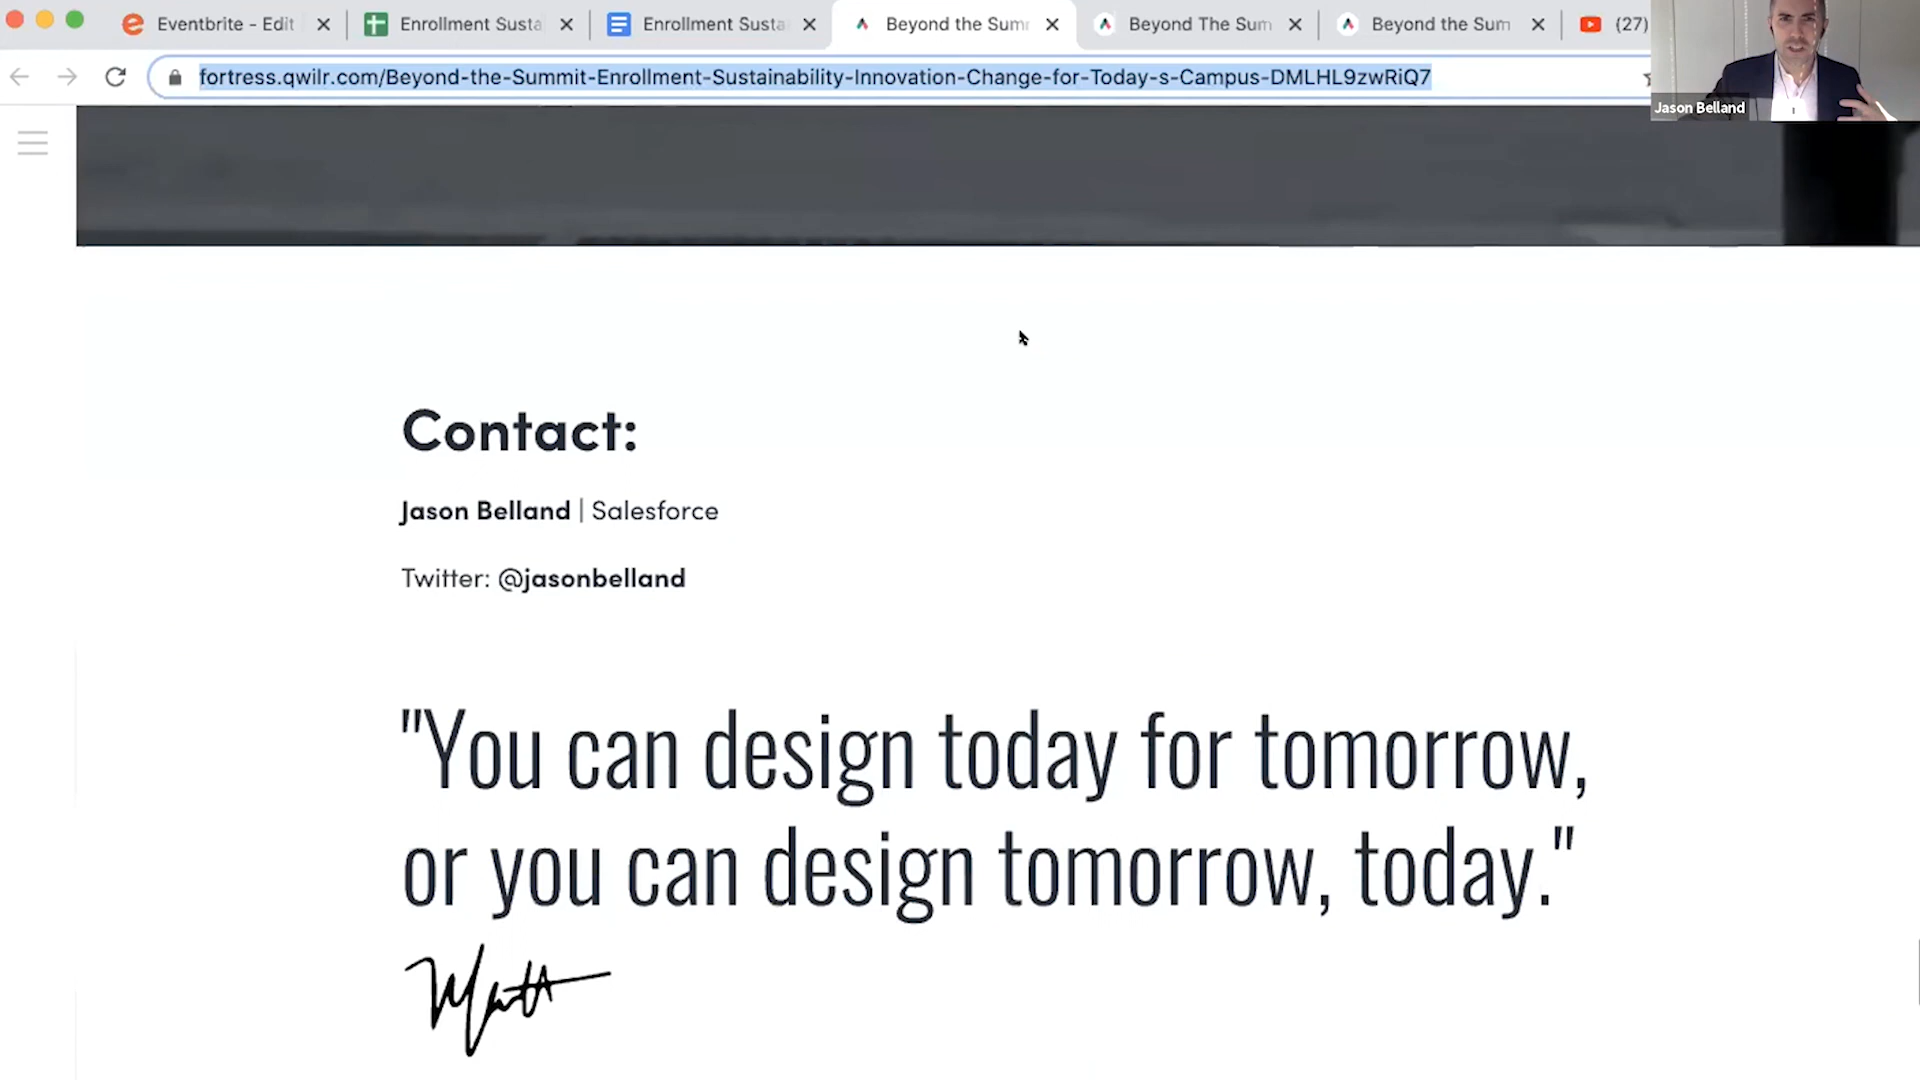 Eventbrite - Edit
Enrollment Susta
Enrollment Susta
Beyond the Sum
Beyond The Sum
Beyond the Sum
(27)
fortress.qwilr.com/Beyond-the-Summit-Enrollment-Sustainability-Innovation-Change-for-Today-s-Campus-DMLHL9zwRiQ7
Jason Belland
Contact:
Jason Belland | Salesforce
Twitter: @jasonbelland
"You can design today for tomorrow,
or you can design tomorrow, today."
Matt